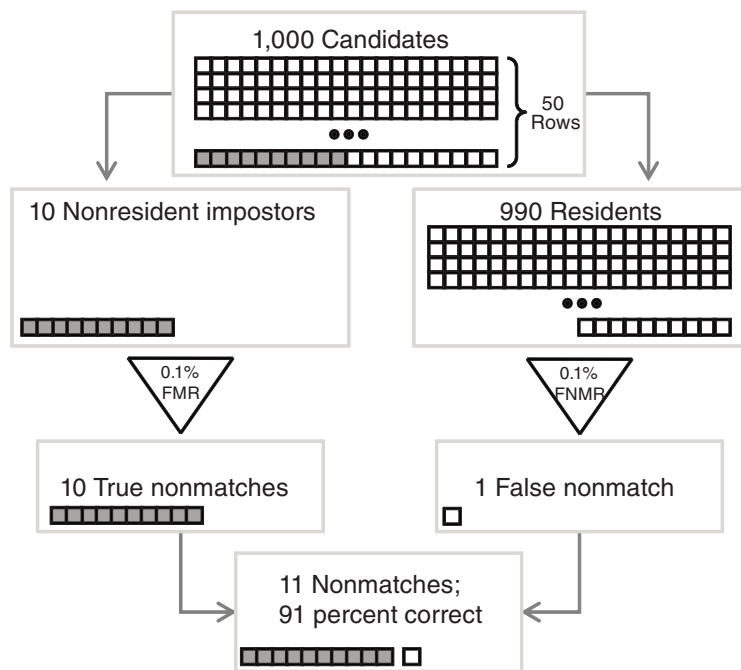 1,000 Candidates
50
Rows
10 Nonresident impostors
990 Residents
0.1%
FMR
0.1%
FNMR
10 True nonmatches
1 False nonmatch
11 Nonmatches;
91 percent correct